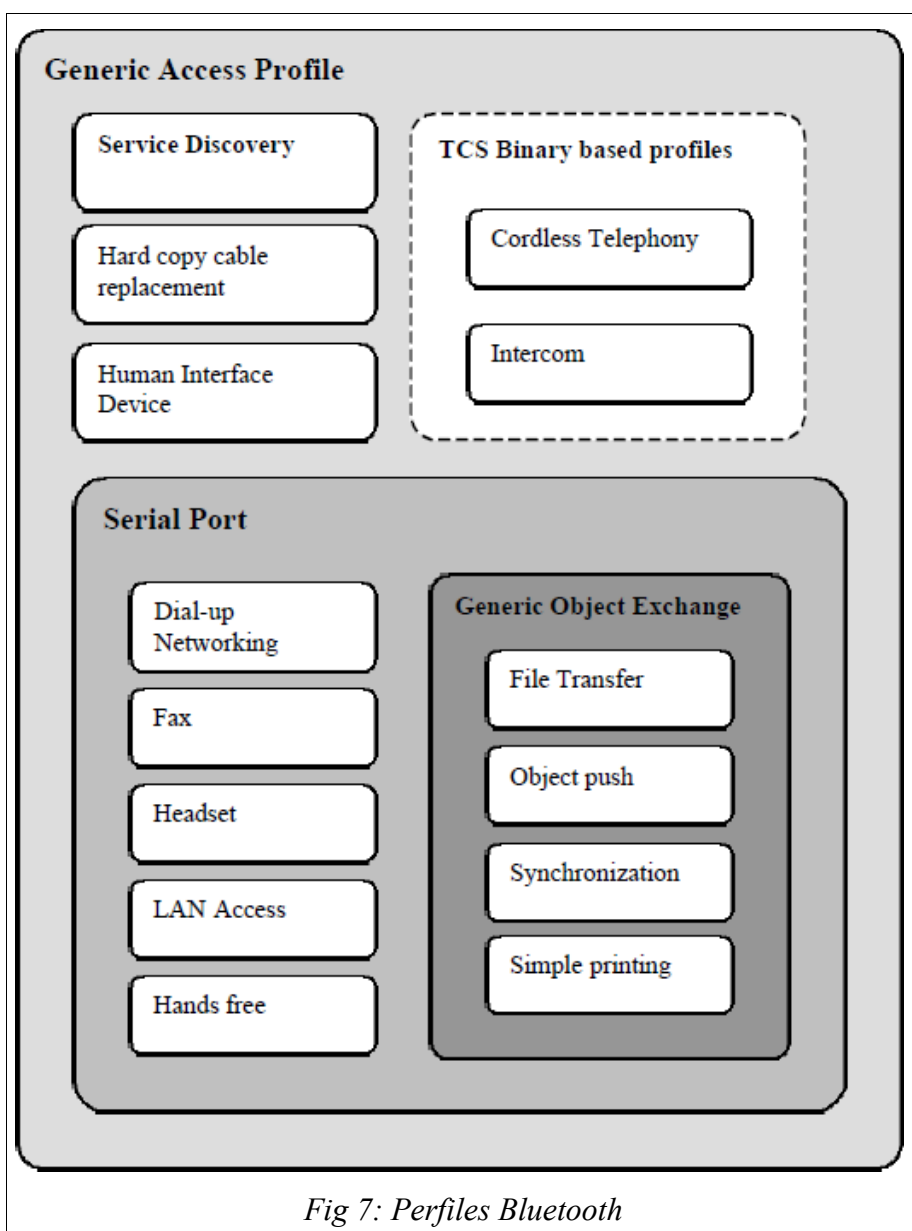 Generic Access Profile
Service Discovery
Hard copy cable
replacement
Human Interface
Device
TCS Binary based profiles
Cordless Telephony
Intercom
Serial Port
Dial-up
Networking
Fax
Headset
LAN Access
Hands free
Generic Object Exchange
File Transfer
Object push
Synchronization
Simple printing
Fig 7: Perfiles Bluetooth